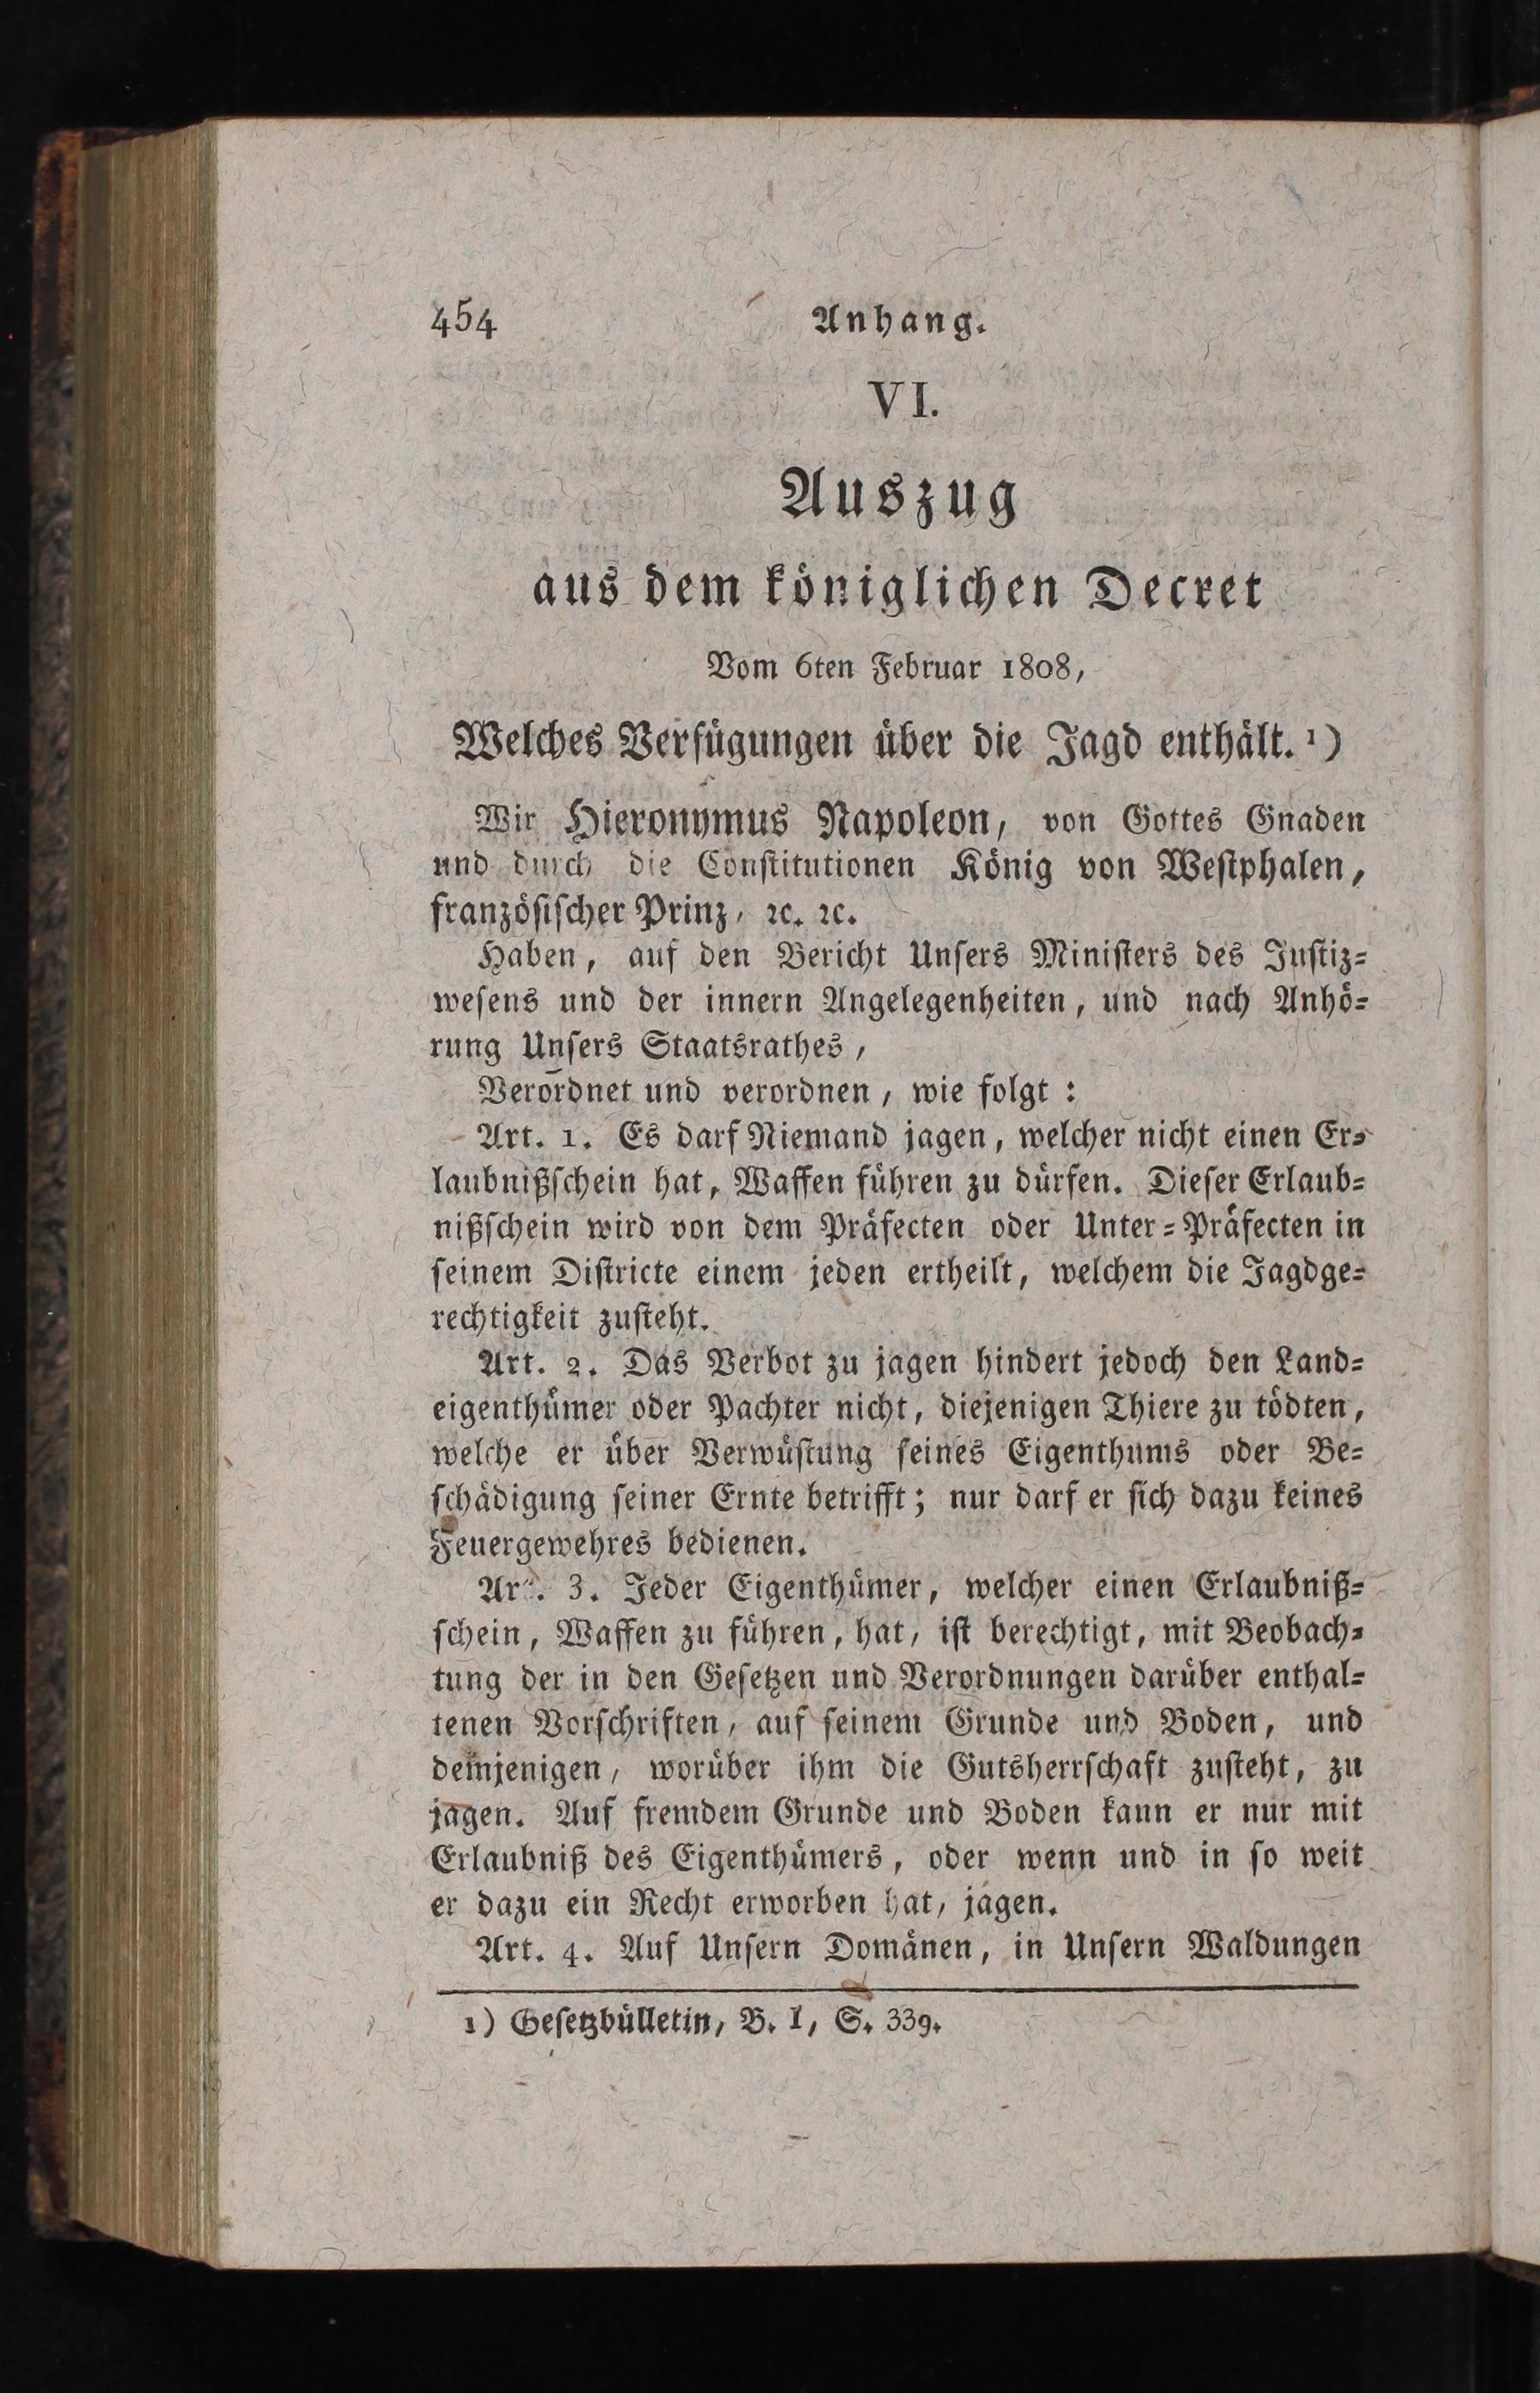 454 Anhang.
VI.
Auszug
aus dem königlichen Decret
Vom 6ten Februar 1808,
Welches Verfügungen über die Jagd enthält. ¹)
Wir Hieronymus Napoleon, von Gottes Gnaden
und durch die Constitutionen König von Westphalen,
französischer Prinz, ꝛc. ꝛc.
Haben, auf den Bericht Unsers Ministers des Justiz-
wesens und der innern Angelegenheiten, und nach Anhö-
rung Unsers Staatsrathes,
Verordnet und verordnen, wie folgt:
Art. 1. Es darf Niemand jagen, welcher nicht einen Er-
laubnißschein hat, Waffen führen zu dürfen. Dieser Erlaub-
nißschein wird von dem Präfecten oder Unter-Präfecten in
seinem Districte einem jeden ertheilt, welchem die Jagdge-
rechtigkeit zusteht.
Art. 2. Das Verbot zu jagen hindert jedoch den Land-
eigenthümer oder Pachter nicht, diejenigen Thiere zu tödten,
welche er über Verwüstung seines Eigenthums oder Be-
schädigung seiner Ernte betrifft; nur darf er sich dazu keines
Feuergewehres bedienen.
Art. 3. Jeder Eigenthümer, welcher einen Erlaubniß-
schein, Waffen zu führen, hat, ist berechtigt, mit Beobach-
tung der in den Gesetzen und Verordnungen darüber enthal-
tenen Vorschriften, auf seinem Grunde und Boden, und
demjenigen, worüber ihm die Gutsherrschaft zusteht, zu
jagen. Auf fremdem Grunde und Boden kann er nur mit
Erlaubniß des Eigenthümers, oder wenn und in so weit
er dazu ein Recht erworben hat, jagen.
Art. 4. Auf Unsern Domänen, in Unsern Waldungen
1) Gesetzbülletin, B. I, S. 339.